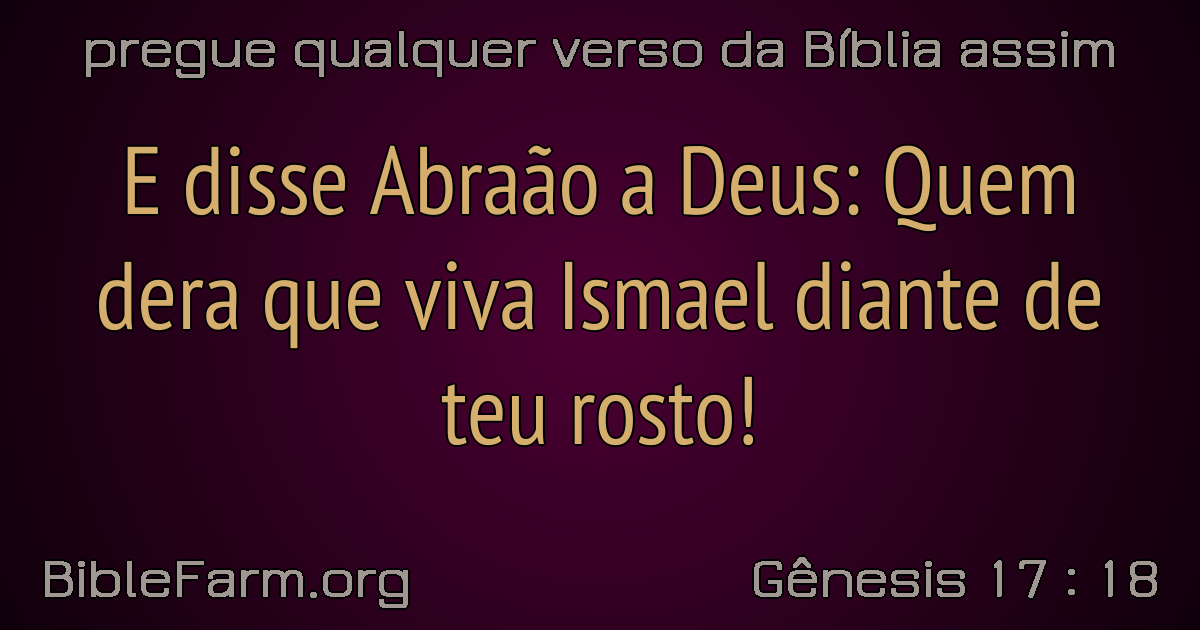 pregue qualquer verso da Bíblia assim
E disse Abraão a Deus: Quem
dera que viva Ismael diante de
teu rosto!
BibleFarm.org
Gênesis 17 : 18